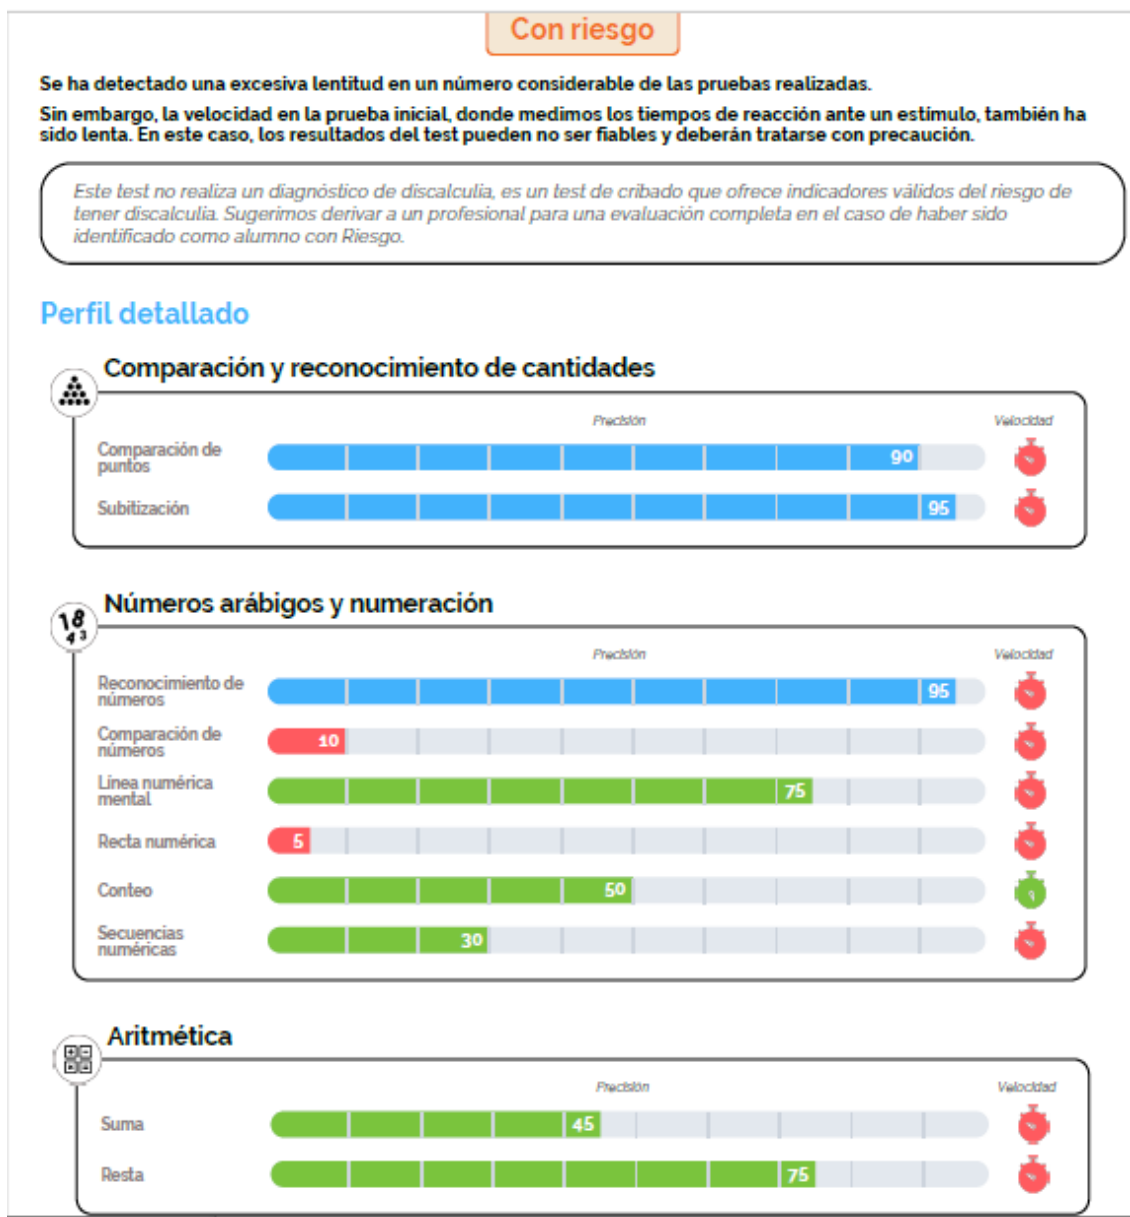 Con riesgo
Se ha detectado una excesiva lentitud en un número considerable de las pruebas realizadas.
Sin embargo, la velocidad en la prueba inicial, donde medimos los tiempos de reacción ante un estímulo, también ha
sido lenta. En este caso, los resultados del test pueden no ser fiables y deberán tratarse con precaución.
Este test no realiza un diagnóstico de discalculia, es un test de cribado que ofrece indicadores válidos del riesgo de
tener discalculia. Sugerimos derivar a un profesional para una evaluación completa en el caso de haber sido
identificado como alumno con Riesgo.
Perfil detallado
Comparación y reconocimiento de cantidades
Precisión Velocidad
Comparación de
puntos
90
Subitización 95
18
43
Números arábigos y numeración
Precisión Velocidad
Reconocimiento de
números
95
Comparación de
números
10
Línea numérica
mental
75
Recta numérica 5
Conteo 50
Secuencias
numéricas
30
Aritmética
Precisión Velocidad
Suma 45
Resta 75